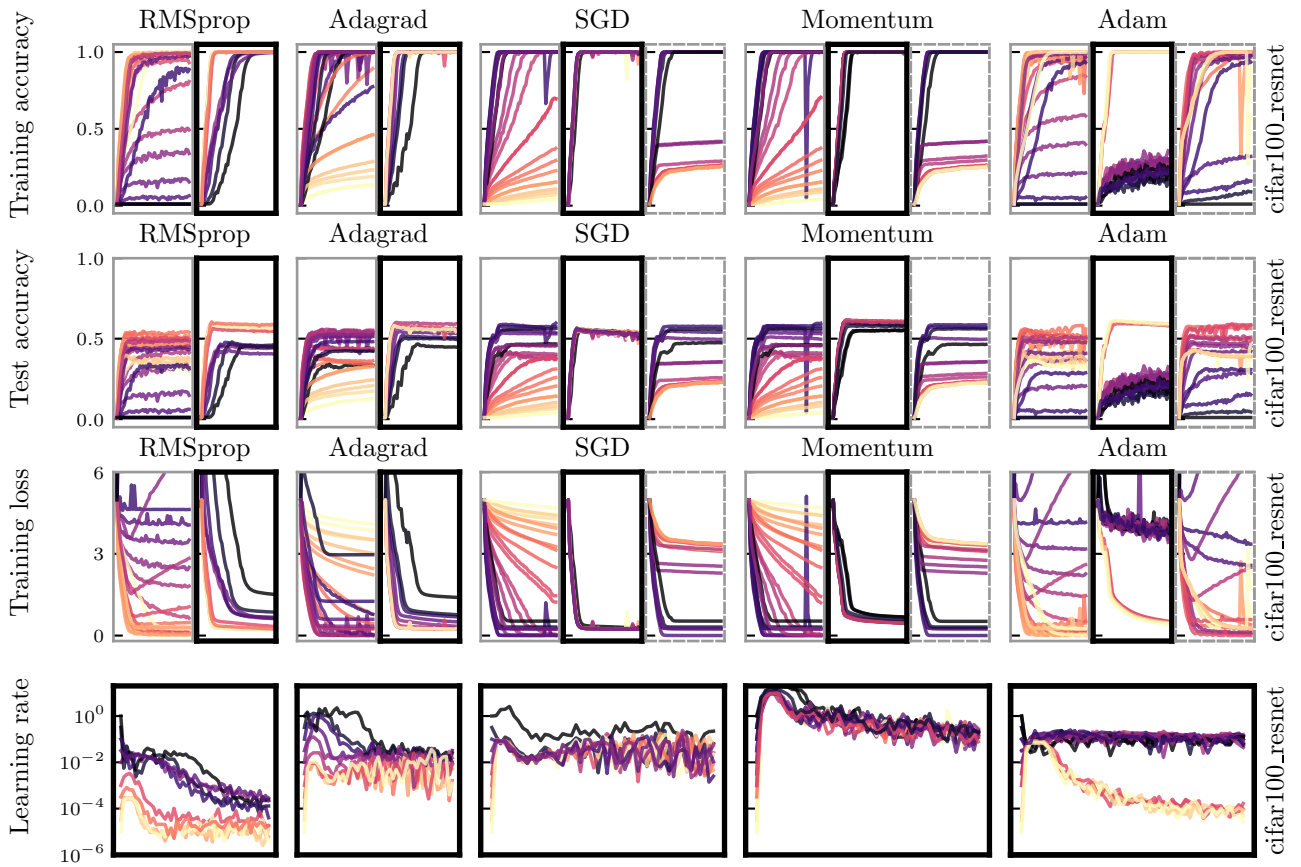 RMSprop Adagrad SGD Momentum Adam
Training accuracy
1.0
0.5
0.0
cifar100_resnet
RMSprop Adagrad SGD Momentum Adam
Test accuracy
1.0
0.5
0.0
cifar100_resnet
RMSprop Adagrad SGD Momentum Adam
Training loss
6
3
0
cifar100_resnet
Learning rate
10⁰
10⁻²
10⁻⁴
10⁻⁶
cifar100_resnet